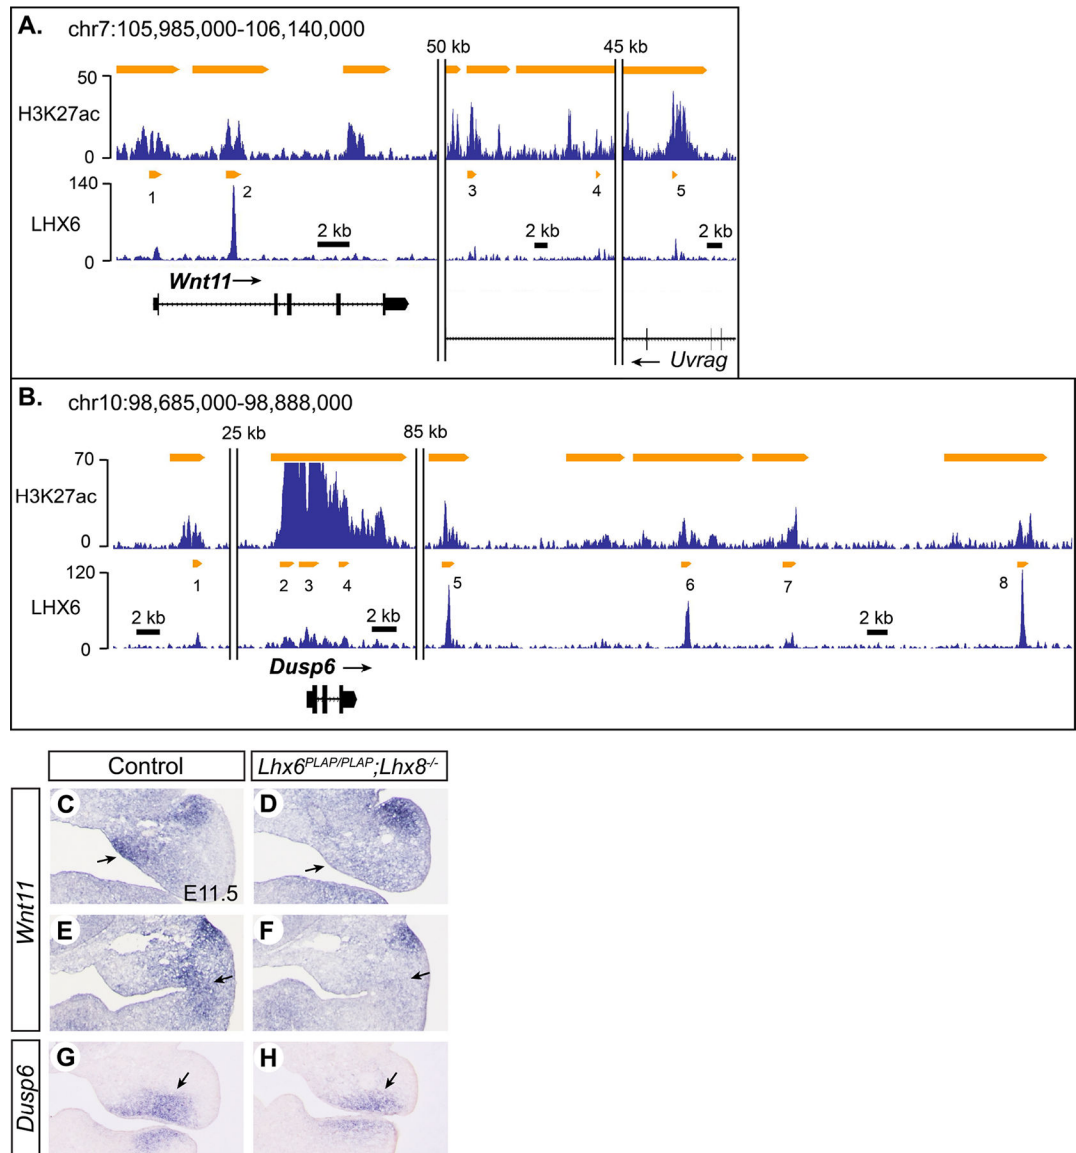 A. chr7:105,985,000-106,140,000
50 kb 45 kb
50
H3K27ac
0
140
1 2 3 4 5
LHX6
2 kb 2 kb 2 kb
0
Wnt11
Uvrag
B. chr10:98,685,000-98,888,000
25 kb 85 kb
70
H3K27ac
0
120
1 2 3 4 5 6 7 8
LHX6
2 kb 2 kb 2 kb
0
Dusp6
Control Lhx6PLAP/PLAP;Lhx8-/-
Wnt11
C D
E11.5
E F
Dusp6
G H